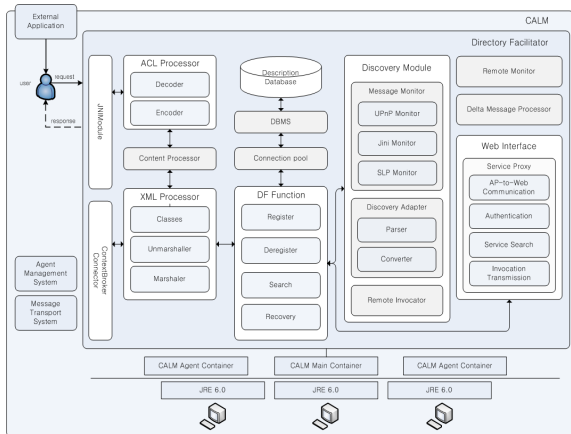 External
Application
CALM
Directory Facilitator
user
request
response
JNIModule
ACL Processor
Decoder
Encoder
Content Processor
XML Processor
Classes
Unmarshaller
Marshaler
ContextBroker
Connector
Description
Database
DBMS
Connection pool
DF Function
Register
Deregister
Search
Recovery
Discovery Module
Message Monitor
UPnP Monitor
Jini Monitor
SLP Monitor
Discovery Adapter
Parser
Converter
Remote Invocator
Remote Monitor
Delta Message Processor
Web Interface
Service Proxy
AP-to-Web
Communication
Authentication
Service Search
Invocation
Transmission
Agent
Management
System
Message
Transport
System
CALM Agent Container
CALM Main Container
CALM Agent Container
JRE 6.0
JRE 6.0
JRE 6.0